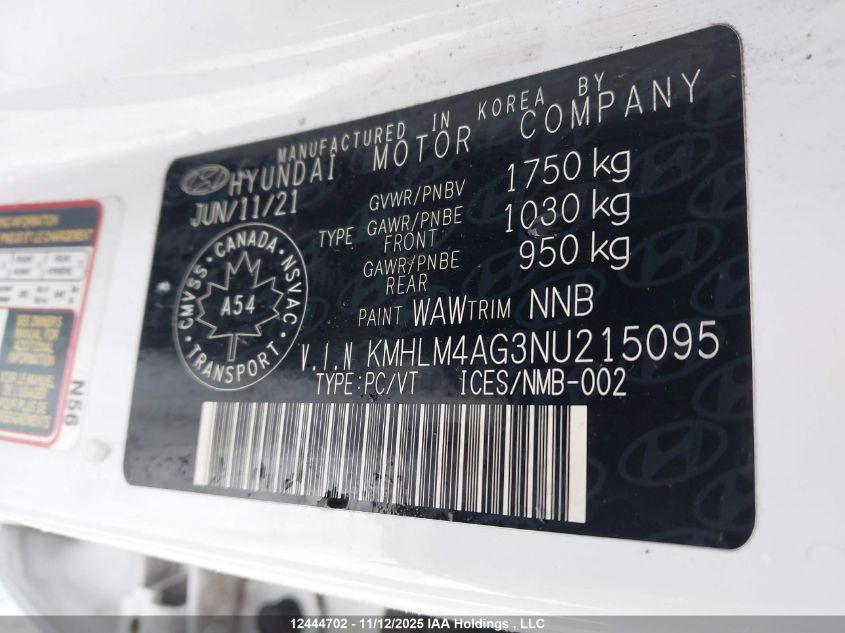 MANUFACTURED IN KOREA BY
HYUNDAI MOTOR COMPANY
JUN/11/21
GVWR/PNBV 1750 kg
TYPE GAWR/PNBE FRONT 1030 kg
GAWR/PNBE REAR 950 kg
PAINT WAW TRIM NNB
CMVSS · CANADA · NSVAC
A54
TRANSPORT
V.I.N KMHLM4AG3NU215095
TYPE:PC/VT ICES/NMB-002
N56
12444702 - 11/12/2025 IAA Holdings , LLC